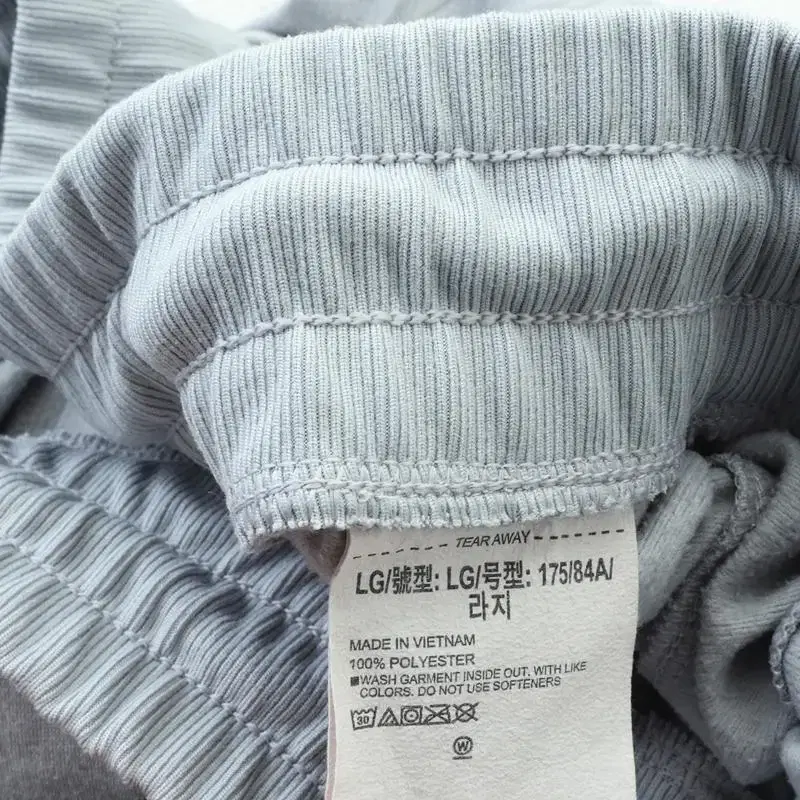 TEAR AWAY
LG/號型: LG/号型: 175/84A/
라지
MADE IN VIETNAM
100% POLYESTER
WASH GARMENT INSIDE OUT, WITH LIKE
COLORS. DO NOT USE SOFTENERS
30
W